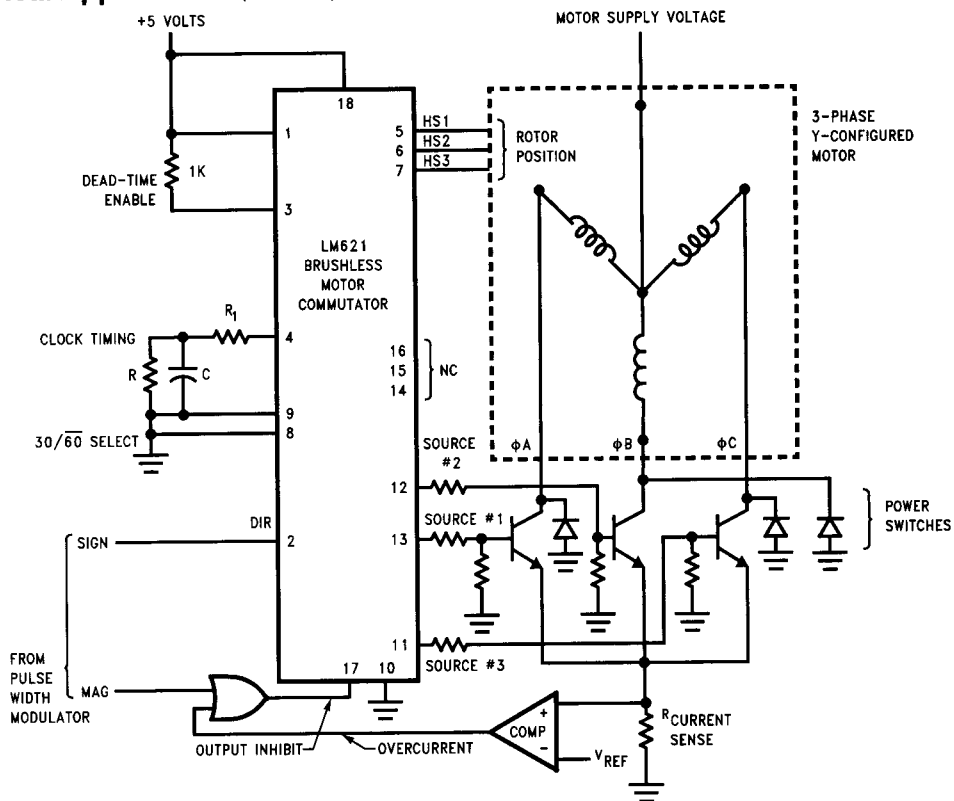 +5 VOLTS
MOTOR SUPPLY VOLTAGE
18
1
1K
DEAD-TIME
ENABLE
3
5
HS1
6
HS2
7
HS3
ROTOR
POSITION
3-PHASE
Y-CONFIGURED
MOTOR
LM621
BRUSHLESS
MOTOR
COMMUTATOR
R1
CLOCK TIMING
4
R
C
16
15
14
NC
9
30/60 SELECT
8
ϕA
ϕB
ϕC
SOURCE
#2
12
SOURCE #1
13
POWER
SWITCHES
DIR
SIGN
2
11
SOURCE #3
FROM
PULSE
WIDTH
MODULATOR
MAG
17
10
OUTPUT INHIBIT
OVERCURRENT
+
COMP
-
VREF
RCURRENT
SENSE